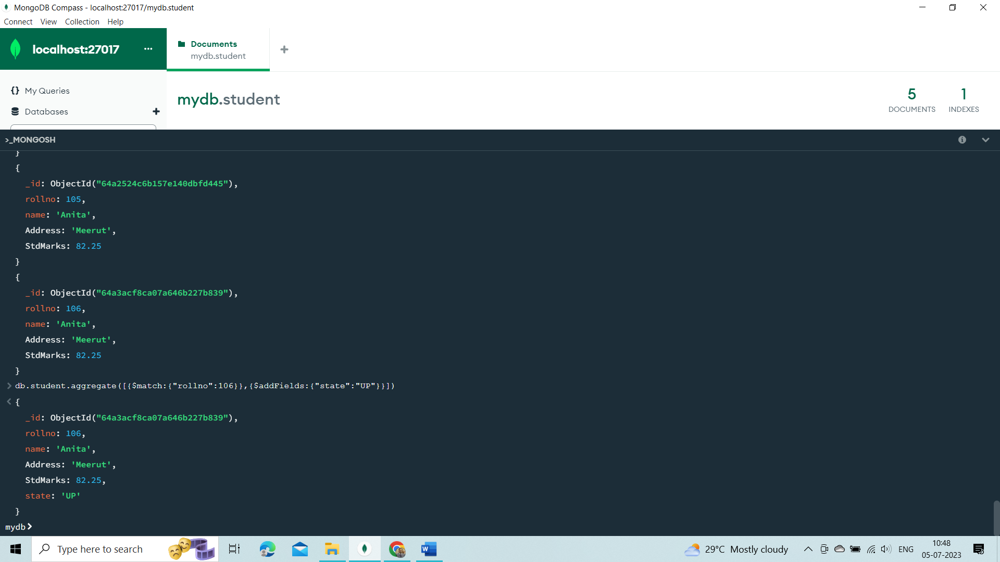 MongoDB Compass - localhost:27017/mydb.student
Connect View Collection Help
localhost:27017 ...
Documents
mydb.student
+
{} My Queries
Databases +
mydb.student
5
DOCUMENTS
1
INDEXES
>_MONGOSH
}
{
_id: ObjectId("64a2524c6b157e140dbfd445"),
rollno: 105,
name: 'Anita',
Address: 'Meerut',
StdMarks: 82.25
}
{
_id: ObjectId("64a3acf8ca07a646b227b839"),
rollno: 106,
name: 'Anita',
Address: 'Meerut',
StdMarks: 82.25
}
> db.student.aggregate([{$match:{"rollno":106}},{$addFields:{"state":"UP"}}])
< {
_id: ObjectId("64a3acf8ca07a646b227b839"),
rollno: 106,
name: 'Anita',
Address: 'Meerut',
StdMarks: 82.25,
state: 'UP'
}
mydb>
Type here to search
W
29°C Mostly cloudy
ENG
10:48
05-07-2023